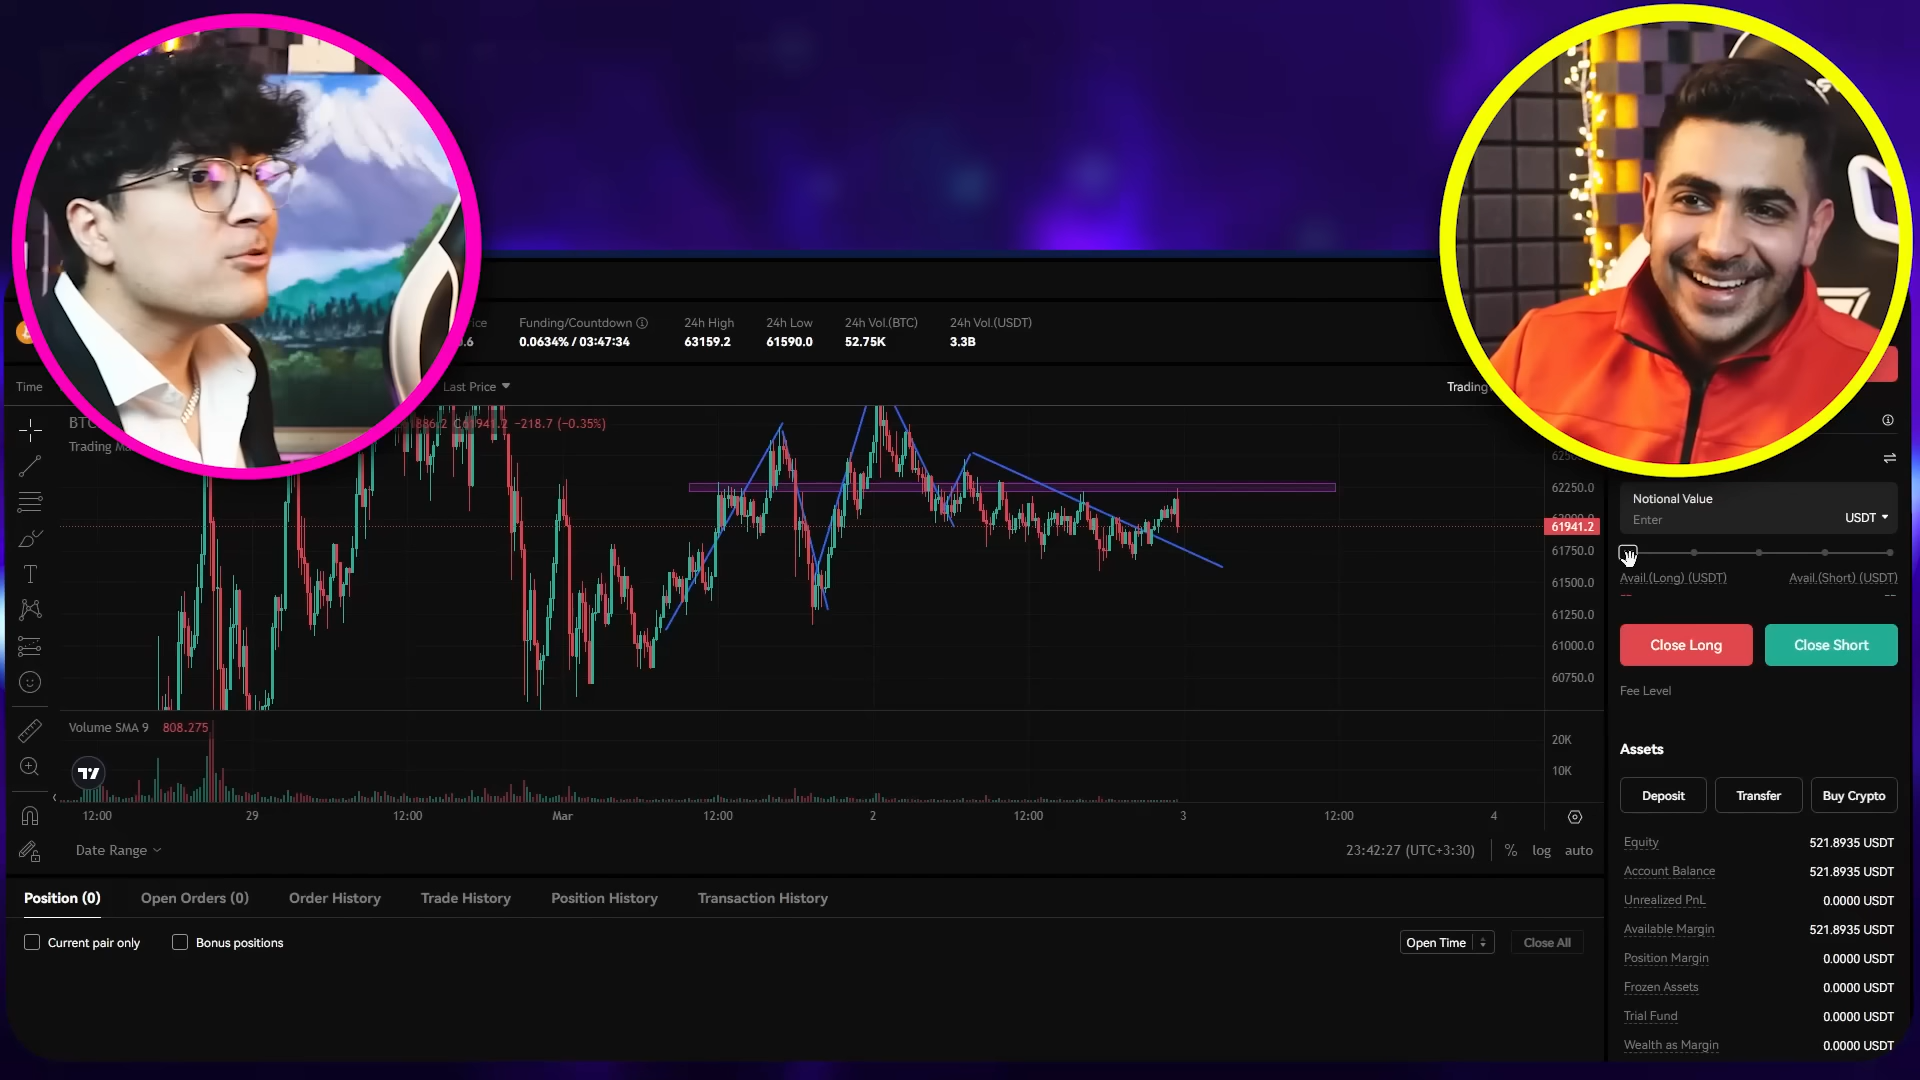 Funding/Countdown
24h High
24h Low
24h Vol.(BTC)
24h Vol.(USDT)
0.0634% / 03:47:34
63159.2
61590.0
52.75K
3.3B
Time
Last Price
Trading
BTC
C61941.2 −218.7 (−0.35%)
Trading
62250.0
61941.2
61750.0
61500.0
61250.0
61000.0
60750.0
Volume SMA 9 808.275
20K
10K
12:00 29 12:00 Mar 12:00 2 12:00 3 12:00 4
Date Range
23:42:27 (UTC+3:30)
% log auto
Position (0)
Open Orders (0)
Order History
Trade History
Position History
Transaction History
Current pair only
Bonus positions
Open Time
Close All
Notional Value
Enter
USDT
Avail.(Long) (USDT)
Avail.(Short) (USDT)
--
--
Close Long
Close Short
Fee Level
Assets
Deposit
Transfer
Buy Crypto
Equity 521.8935 USDT
Account Balance 521.8935 USDT
Unrealized PnL 0.0000 USDT
Available Margin 521.8935 USDT
Position Margin 0.0000 USDT
Frozen Assets 0.0000 USDT
Trial Fund 0.0000 USDT
Wealth as Margin 0.0000 USDT